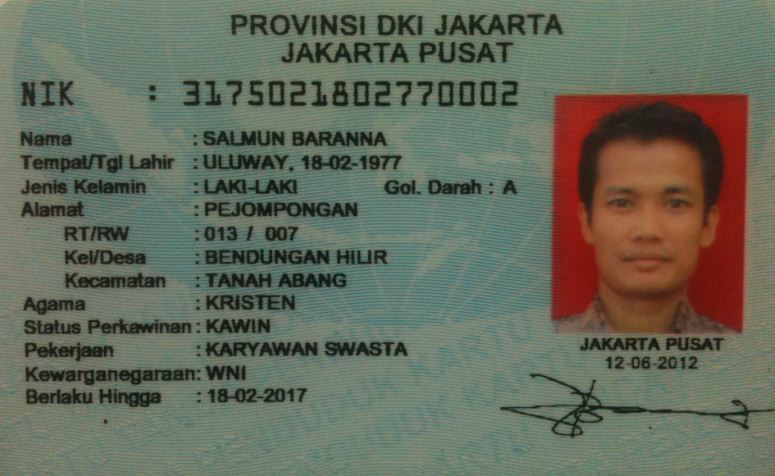 PROVINSI DKI JAKARTA
JAKARTA PUSAT
NIK : 3175021802770002
Nama : SALMUN BARANNA
Tempat/Tgl Lahir : ULUWAY, 18-02-1977
Jenis Kelamin : LAKI-LAKI Gol. Darah : A
Alamat : PEJOMPONGAN
RT/RW : 013 / 007
Kel/Desa : BENDUNGAN HILIR
Kecamatan : TANAH ABANG
Agama : KRISTEN
Status Perkawinan : KAWIN
Pekerjaan : KARYAWAN SWASTA
Kewarganegaraan: WNI
Berlaku Hingga : 18-02-2017
JAKARTA PUSAT
12-06-2012